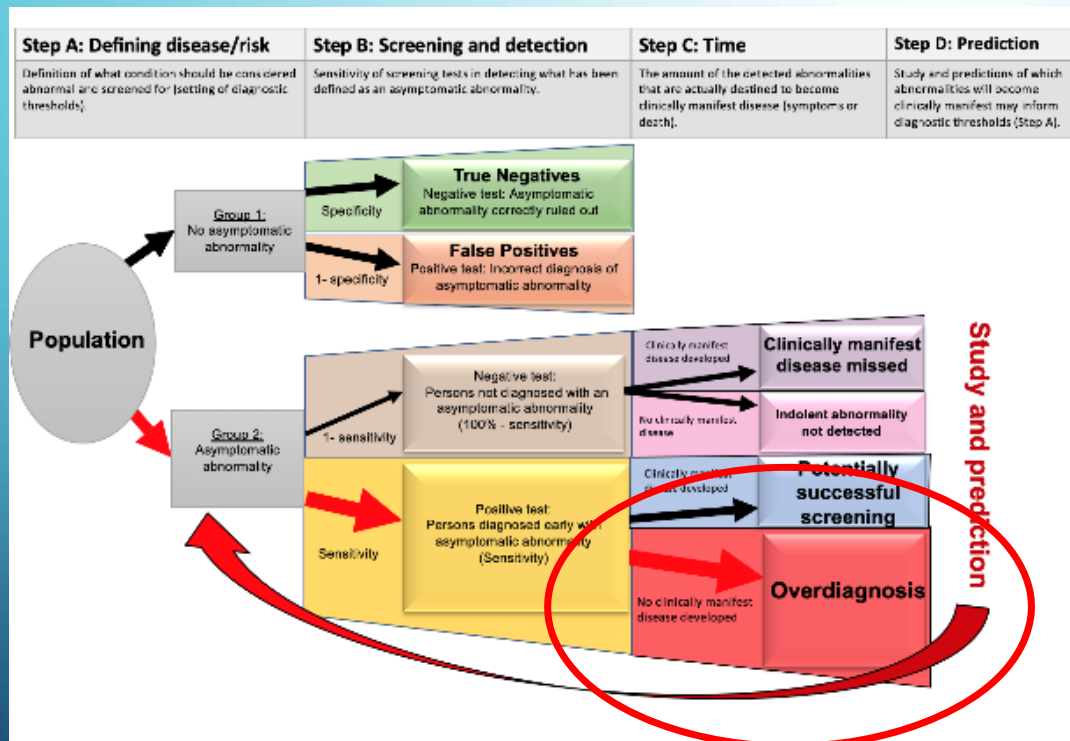 Step A: Defining disease/risk
Definition of what condition should be considered
abnormal and screened for (setting of diagnostic
thresholds).
Step B: Screening and detection
Sensitivity of screening tests in detecting what has been
defined as an asymptomatic abnormality.
Step C: Time
The amount of the detected abnormalities
that are actually destined to become
clinically manifest disease (symptoms or
death).
Step D: Prediction
Study and predictions of which
abnormalities will become
clinically manifest may inform
diagnostic thresholds (Step A).
Population
Group 1:
No asymptomatic
abnormality
Specificity
True Negatives
Negative test: Asymptomatic
abnormality correctly ruled out
1- specificity
False Positives
Positive test: Incorrect diagnosis of
asymptomatic abnormality
Group 2:
Asymptomatic
abnormality
1- sensitivity
Negative test:
Persons not diagnosed with an
asymptomatic abnormality
(100% - sensitivity)
Clinically manifest
disease developed
Clinically manifest
disease missed
No clinically manifest
disease
Indolent abnormality
not detected
Sensitivity
Positive test:
Persons diagnosed early with
asymptomatic abnormality
(Sensitivity)
Clinically manifest
disease developed
Potentially
successful
screening
No clinically manifest
disease developed
Overdiagnosis
Study and prediction